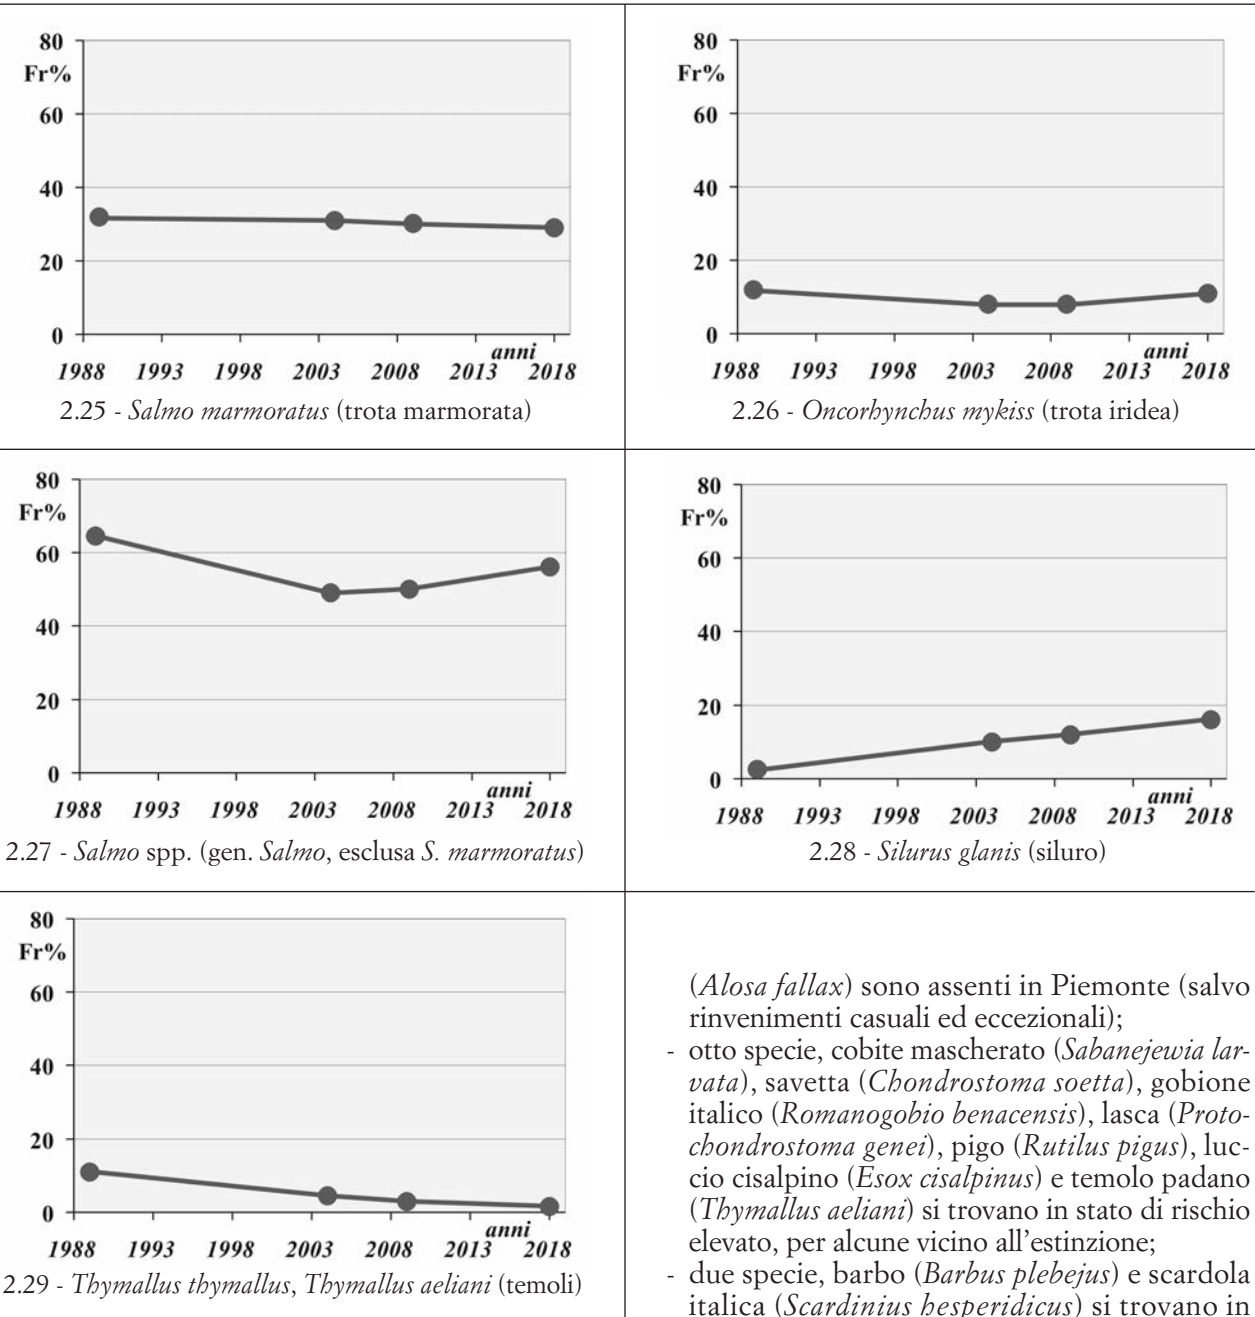 80
Fr%
60
40
20
0
anni
1988 1993 1998 2003 2008 2013 2018
2.25 - Salmo marmoratus (trota marmorata)
80
Fr%
60
40
20
0
anni
1988 1993 1998 2003 2008 2013 2018
2.26 - Oncorhynchus mykiss (trota iridea)
80
Fr%
60
40
20
0
anni
1988 1993 1998 2003 2008 2013 2018
2.27 - Salmo spp. (gen. Salmo, esclusa S. marmoratus)
80
Fr%
60
40
20
0
anni
1988 1993 1998 2003 2008 2013 2018
2.28 - Silurus glanis (siluro)
80
Fr%
60
40
20
0
anni
1988 1993 1998 2003 2008 2013 2018
2.29 - Thymallus thymallus, Thymallus aeliani (temoli)
(Alosa fallax) sono assenti in Piemonte (salvo
rinvenimenti casuali ed eccezionali);
- otto specie, cobite mascherato (Sabanejewia lar-
vata), savetta (Chondrostoma soetta), gobione
italico (Romanogobio benacensis), lasca (Proto-
chondrostoma genei), pigo (Rutilus pigus), luc-
cio cisalpino (Esox cisalpinus) e temolo padano
(Thymallus aeliani) si trovano in stato di rischio
elevato, per alcune vicino all'estinzione;
- due specie, barbo (Barbus plebejus) e scardola
italica (Scardinius hesperidicus) si trovano in